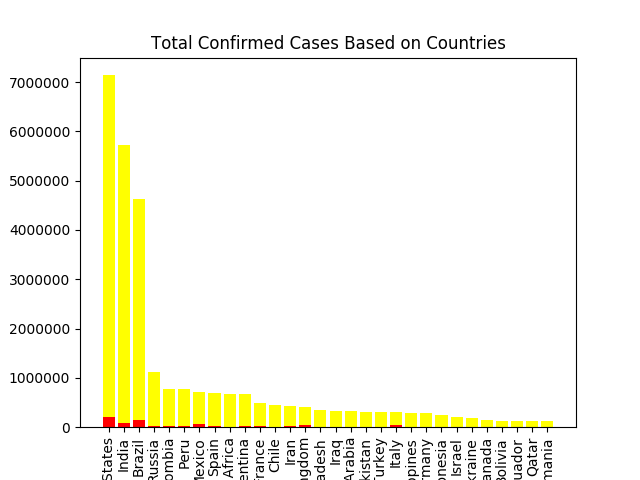 Total Confirmed Cases Based on Countries
7000000
6000000
5000000
4000000
3000000
2000000
1000000
0
States
India
Brazil
Russia
ombia
Peru
Mexico
Spain
Africa
entina
France
Chile
Iran
ngdom
adesh
Iraq
Arabia
kistan
Turkey
Italy
ppines
rmany
onesia
Israel
kraine
anada
Bolivia
uador
Qatar
mania